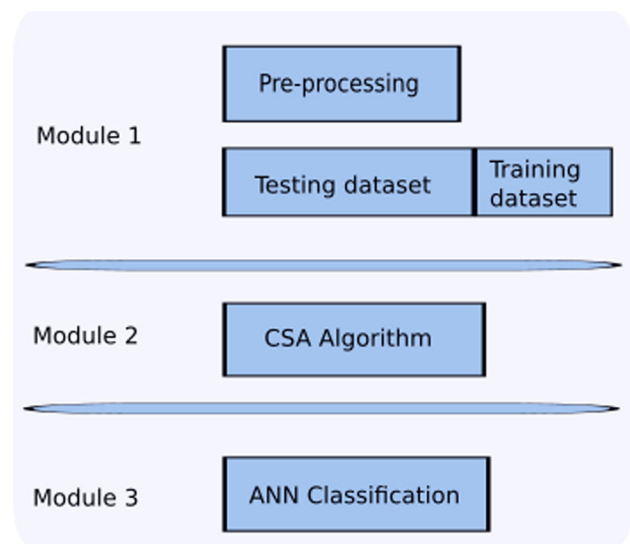 Pre-processing
Module 1
Testing dataset
Training
dataset
Module 2
CSA Algorithm
Module 3
ANN Classification